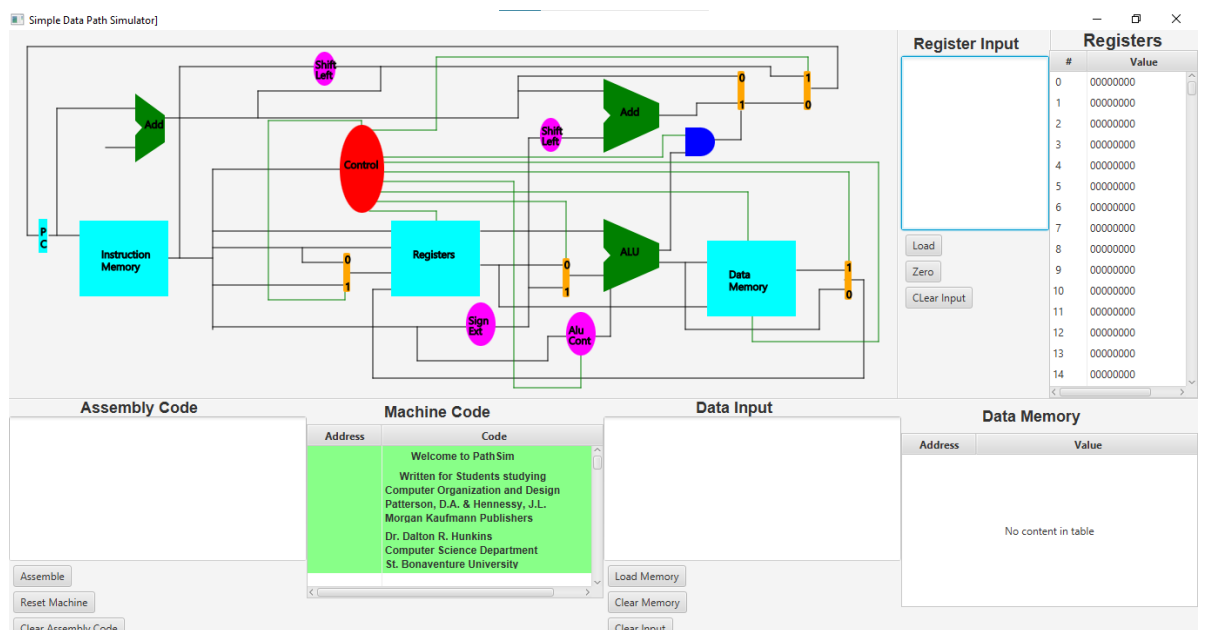 Simple Data Path Simulator]
Shift
Left
0
1
1
0
Add
Add
Shift
Left
Control
P
C
Instruction
Memory
0
1
Registers
0
1
ALU
Data
Memory
1
0
Sign
Ext
Alu
Cont
Register Input
Load
Zero
CLear Input
Registers
# Value
0 00000000
1 00000000
2 00000000
3 00000000
4 00000000
5 00000000
6 00000000
7 00000000
8 00000000
9 00000000
10 00000000
11 00000000
12 00000000
13 00000000
14 00000000
Assembly Code
Assemble
Reset Machine
Clear Assembly Code
Machine Code
Address Code
Welcome to PathSim
Written for Students studying
Computer Organization and Design
Patterson, D.A. & Hennessy, J.L.
Morgan Kaufmann Publishers
Dr. Dalton R. Hunkins
Computer Science Department
St. Bonaventure University
Data Input
Load Memory
Clear Memory
Clear Input
Data Memory
Address Value
No content in table